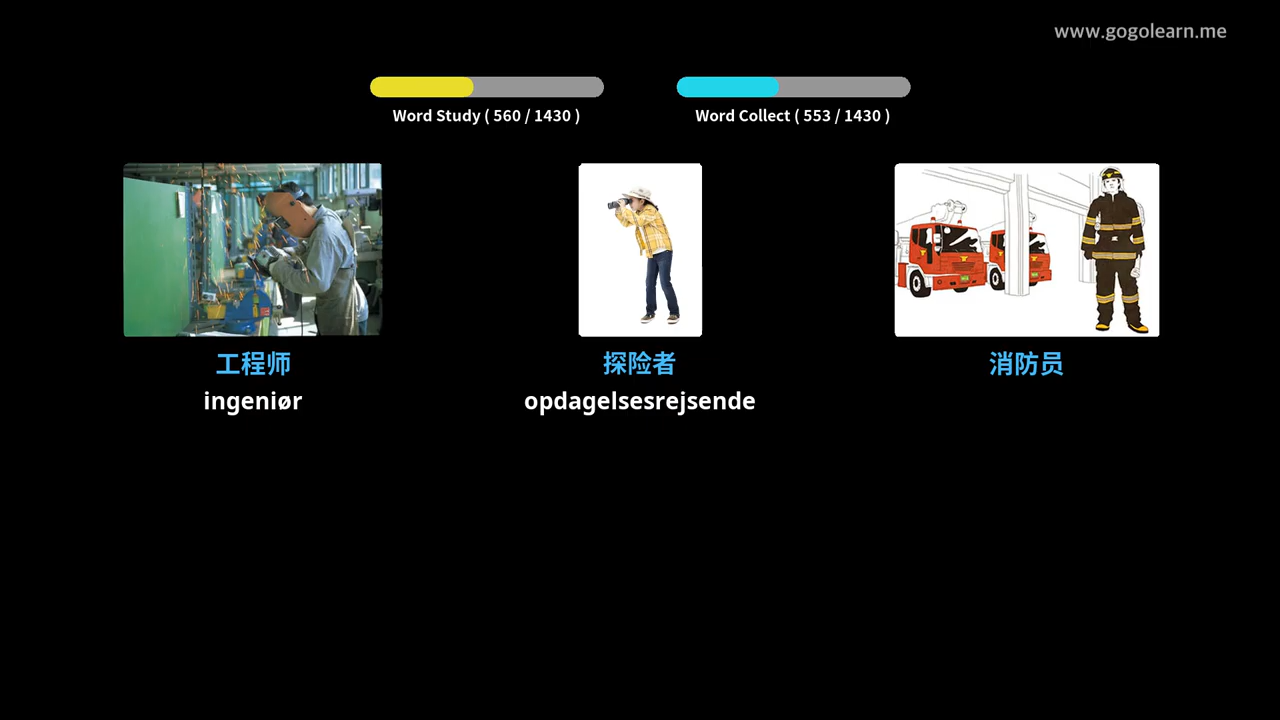 www.gogolearn.me
Word Study ( 560 / 1430 )
Word Collect ( 553 / 1430 )
工程师
探险者
消防员
ingeniør
opdagelsesrejsende